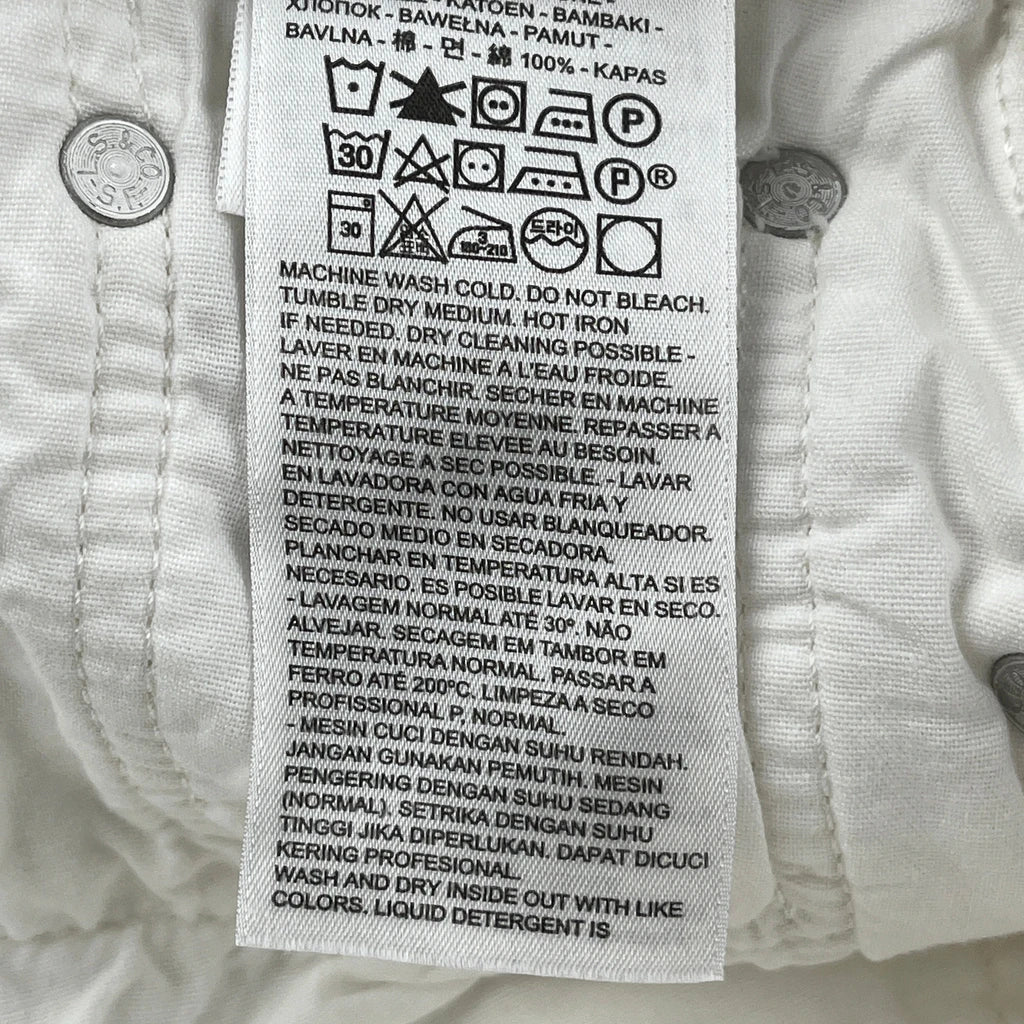 KATOEN - BAMBAKI -
ХЛОПОК - BAWEŁNA - PAMUT -
BAVLNA - 棉 - 면 - 綿 100% - KAPAS
P
30 P ®
30 3 180~210 드라이
MACHINE WASH COLD. DO NOT BLEACH.
TUMBLE DRY MEDIUM. HOT IRON
IF NEEDED. DRY CLEANING POSSIBLE -
LAVER EN MACHINE A L'EAU FROIDE.
NE PAS BLANCHIR. SECHER EN MACHINE
A TEMPERATURE MOYENNE. REPASSER A
TEMPERATURE ELEVEE AU BESOIN.
NETTOYAGE A SEC POSSIBLE. - LAVAR
EN LAVADORA CON AGUA FRIA Y
DETERGENTE. NO USAR BLANQUEADOR.
SECADO MEDIO EN SECADORA.
PLANCHAR EN TEMPERATURA ALTA SI ES
NECESARIO. ES POSIBLE LAVAR EN SECO.
- LAVAGEM NORMAL ATÉ 30º. NÃO
ALVEJAR. SECAGEM EM TAMBOR EM
TEMPERATURA NORMAL. PASSAR A
FERRO ATÉ 200ºC. LIMPEZA A SECO
PROFISSIONAL P. NORMAL.
- MESIN CUCI DENGAN SUHU RENDAH.
JANGAN GUNAKAN PEMUTIH. MESIN
PENGERING DENGAN SUHU SEDANG
(NORMAL). SETRIKA DENGAN SUHU
TINGGI JIKA DIPERLUKAN. DAPAT DICUCI
KERING PROFESIONAL.
WASH AND DRY INSIDE OUT WITH LIKE
COLORS. LIQUID DETERGENT IS
L.S.& CO. S.F.